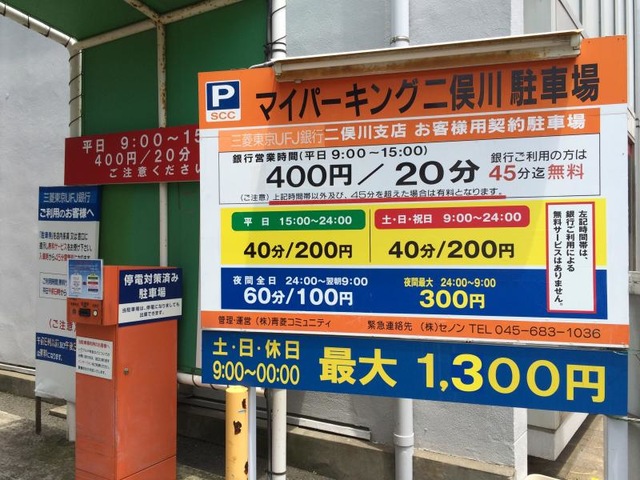 P
SCC
マイパーキング二俣川 駐車場
三菱東京UFJ銀行二俣川支店 お客様用契約駐車場
銀行営業時間(平日 9:00~15:00)
400円/20分
銀行ご利用の方は
45分迄無料
(ご注意)上記時間帯以外及び、45分を超えた場合は有料となります。
平日 15:00~24:00
40分/200円
土・日・祝日 9:00~24:00
40分/200円
左記時間帯は、
銀行ご利用による
無料サービスはありません。
夜間全日 24:00~翌朝9:00
60分/100円
夜間最大 24:00~9:00
300円
管理・運営 (株)菁菱コミュニティ
緊急連絡先 (株)セノン TEL 045-683-1036
土・日・休日
9:00~00:00
最大 1,300円
平日 9:00~15
400円/20分
ご注意ください
三菱東京UFJ銀行
ご利用のお客様へ
停電対策済み
駐車場